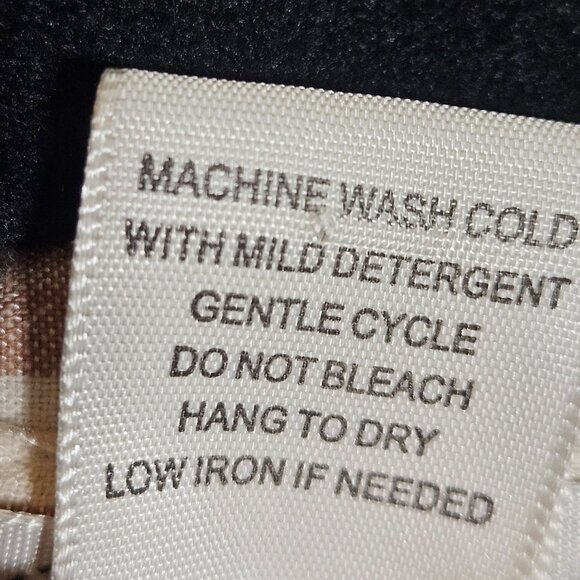 MACHINE WASH COLD
WITH MILD DETERGENT
GENTLE CYCLE
DO NOT BLEACH
HANG TO DRY
LOW IRON IF NEEDED